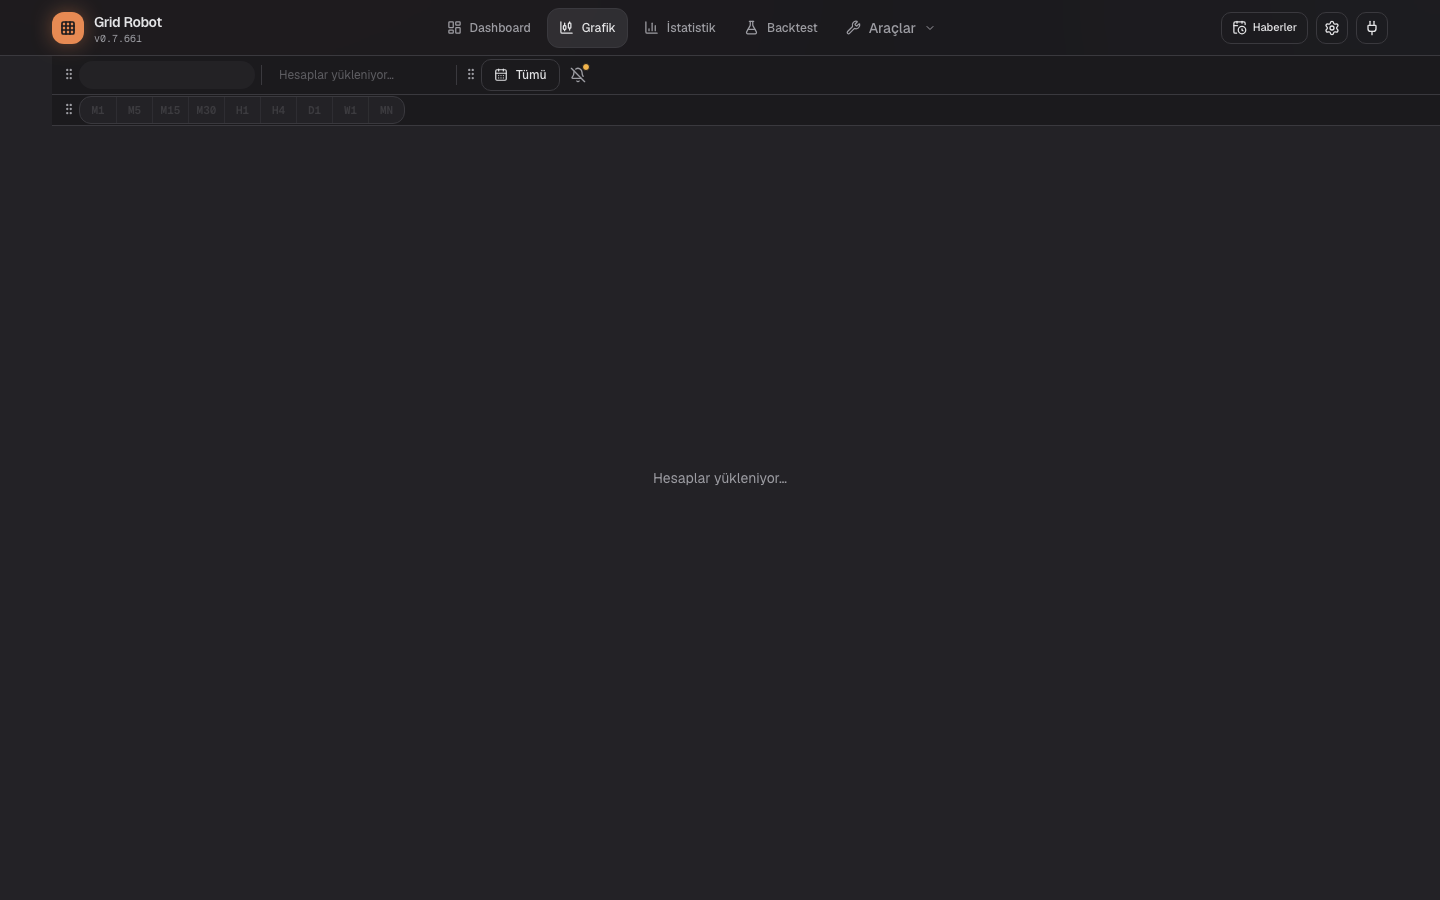 Grid Robot
v0.7.661
Dashboard
Grafik
İstatistik
Backtest
Araçlar
Haberler
Hesaplar yükleniyor…
Tümü
M1 M5 M15 M30 H1 H4 D1 W1 MN
Hesaplar yükleniyor…